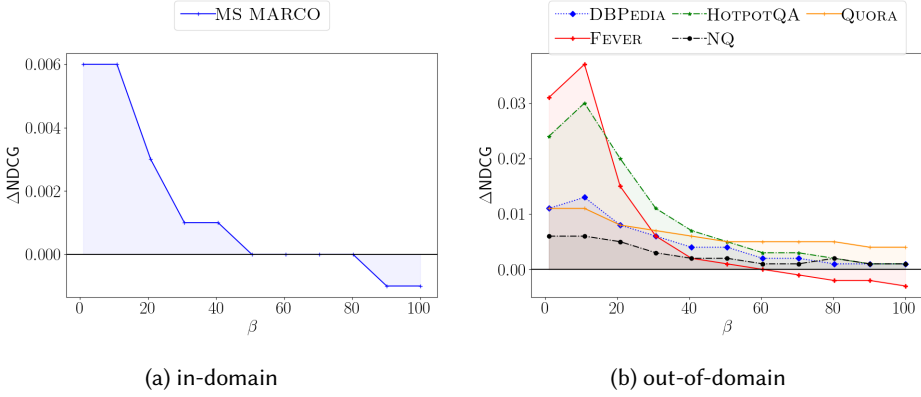 MS MARCO
0.006
0.004
0.002
0.000
ΔNDCG
0 20 40 60 80 100
β
(a) in-domain
DBPEDIA HOTPOTQA QUORA
FEVER NQ
0.03
0.02
0.01
0.00
ΔNDCG
0 20 40 60 80 100
β
(b) out-of-domain